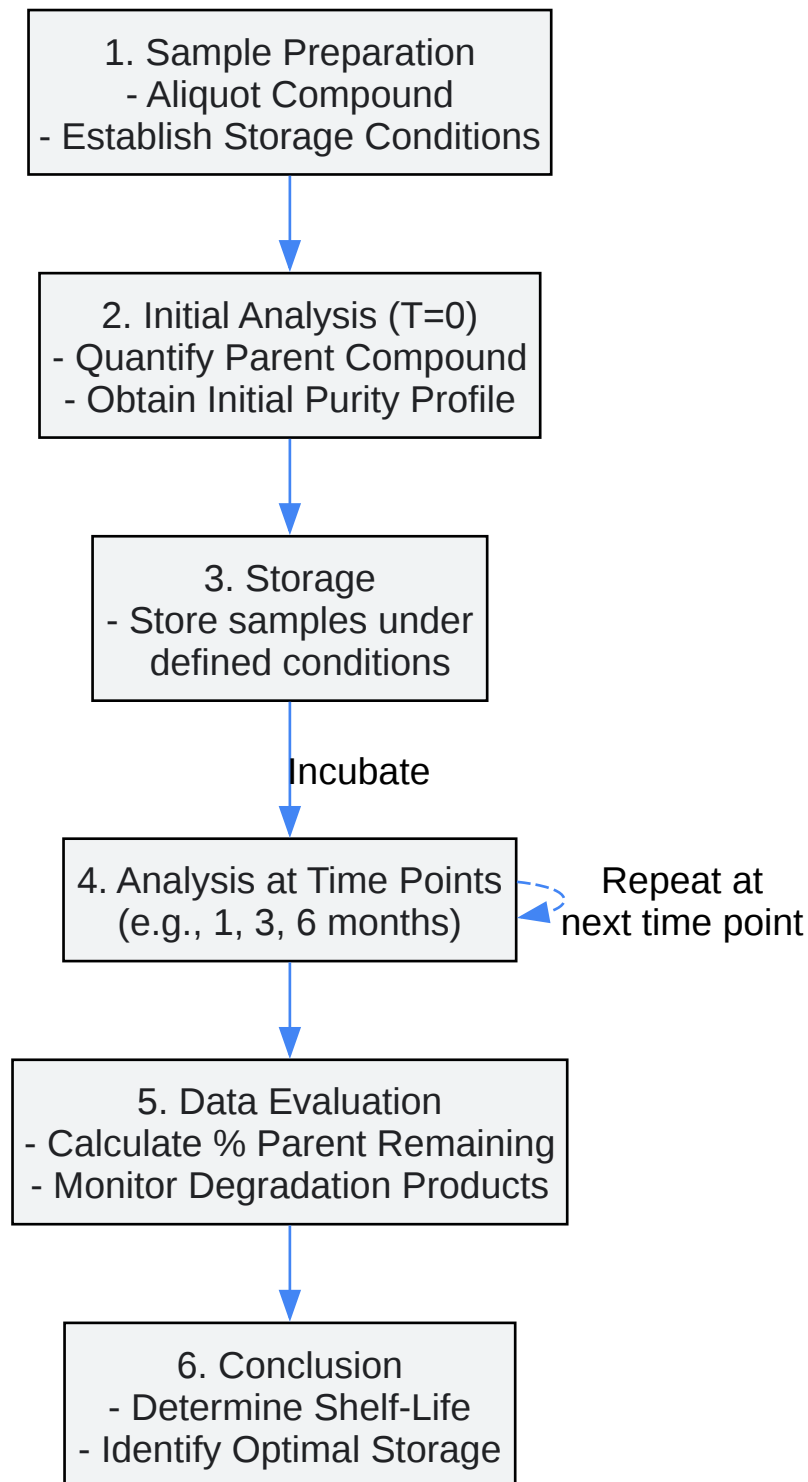 1. Sample Preparation
- Aliquot Compound
- Establish Storage Conditions
2. Initial Analysis (T=0)
- Quantify Parent Compound
- Obtain Initial Purity Profile
3. Storage
- Store samples under
defined conditions
Incubate
4. Analysis at Time Points
(e.g., 1, 3, 6 months)
Repeat at
next time point
5. Data Evaluation
- Calculate % Parent Remaining
- Monitor Degradation Products
6. Conclusion
- Determine Shelf-Life
- Identify Optimal Storage